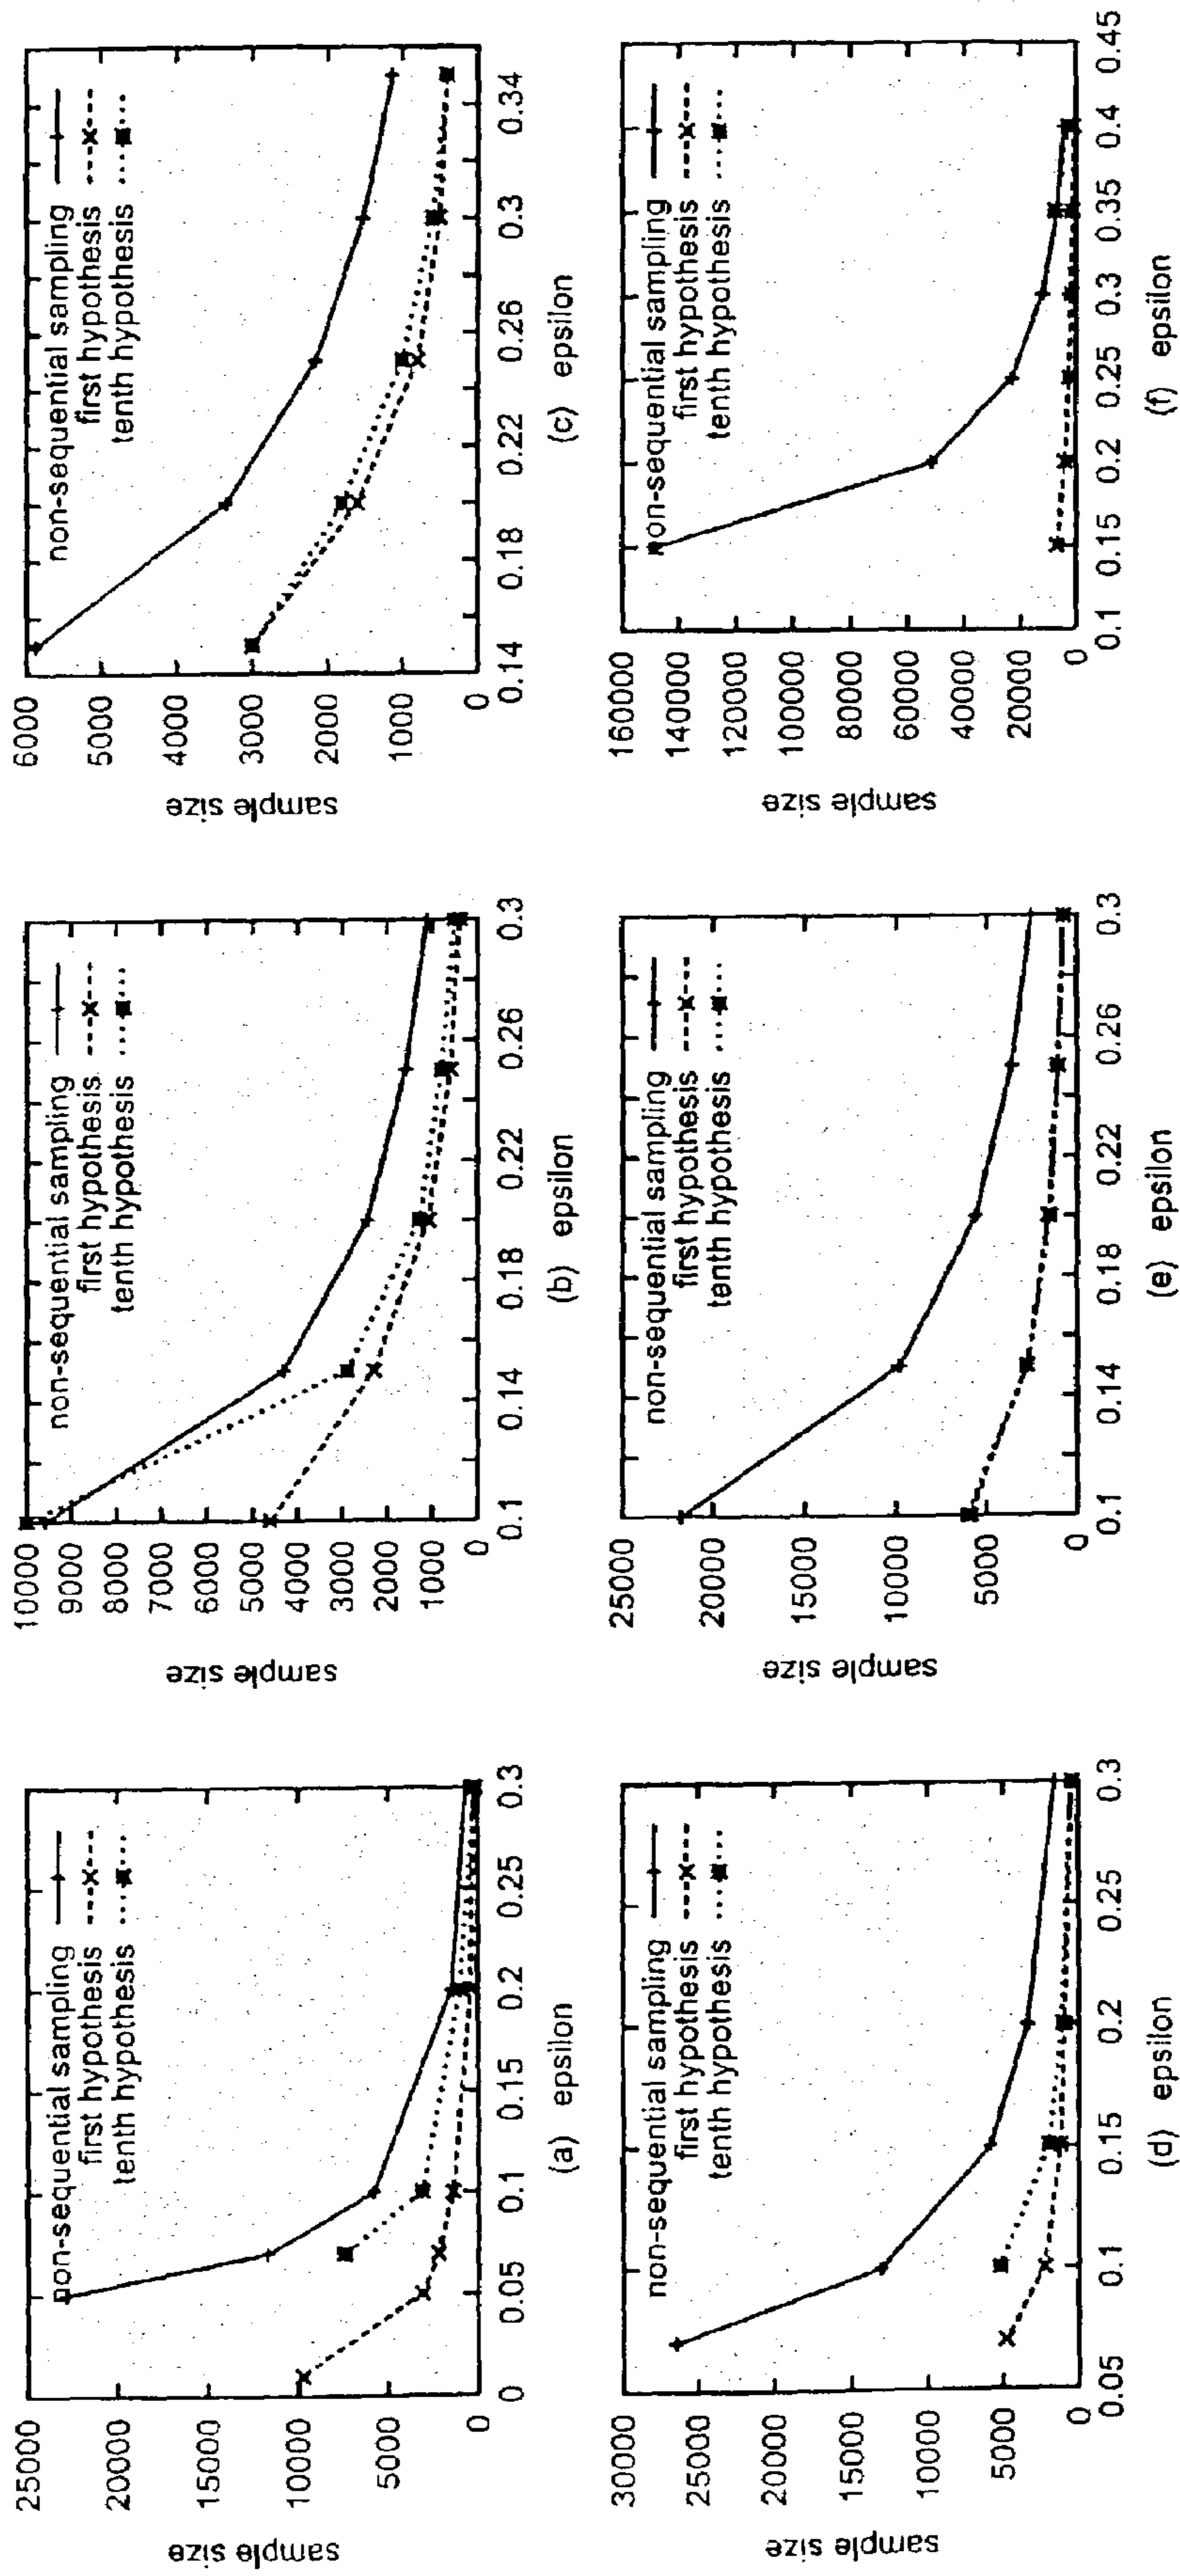 25000
20000
15000
10000
5000
0
sample size
non-sequential sampling
first hypothesis
tenth hypothesis
0
0.05
0.1
0.15
0.2
0.25
0.3
(a) epsilon
10000
9000
8000
7000
6000
5000
4000
3000
2000
1000
0
sample size
non-sequential sampling
first hypothesis
tenth hypothesis
0.1
0.14
0.18
0.22
0.26
0.3
(b) epsilon
6000
5000
4000
3000
2000
1000
0
sample size
non-sequential sampling
first hypothesis
tenth hypothesis
0.14
0.18
0.22
0.26
0.3
0.34
(c) epsilon
30000
25000
20000
15000
10000
5000
0
sample size
non-sequential sampling
first hypothesis
tenth hypothesis
0.05
0.1
0.15
0.2
0.25
0.3
(d) epsilon
25000
20000
15000
10000
5000
0
sample size
non-sequential sampling
first hypothesis
tenth hypothesis
0.1
0.14
0.18
0.22
0.26
0.3
(e) epsilon
160000
140000
120000
100000
80000
60000
40000
20000
0
sample size
non-sequential sampling
first hypothesis
tenth hypothesis
0.1
0.15
0.2
0.25
0.3
0.35
0.4
0.45
(f) epsilon